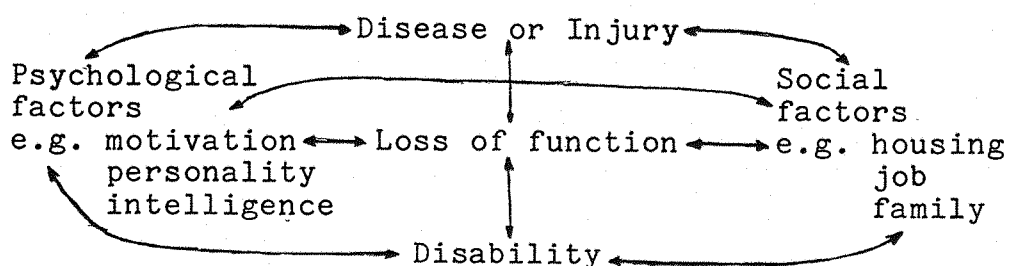 Disease or Injury
Psychological
factors
e.g. motivation
personality
intelligence
Loss of function
Social
factors
e.g. housing
job
family
Disability